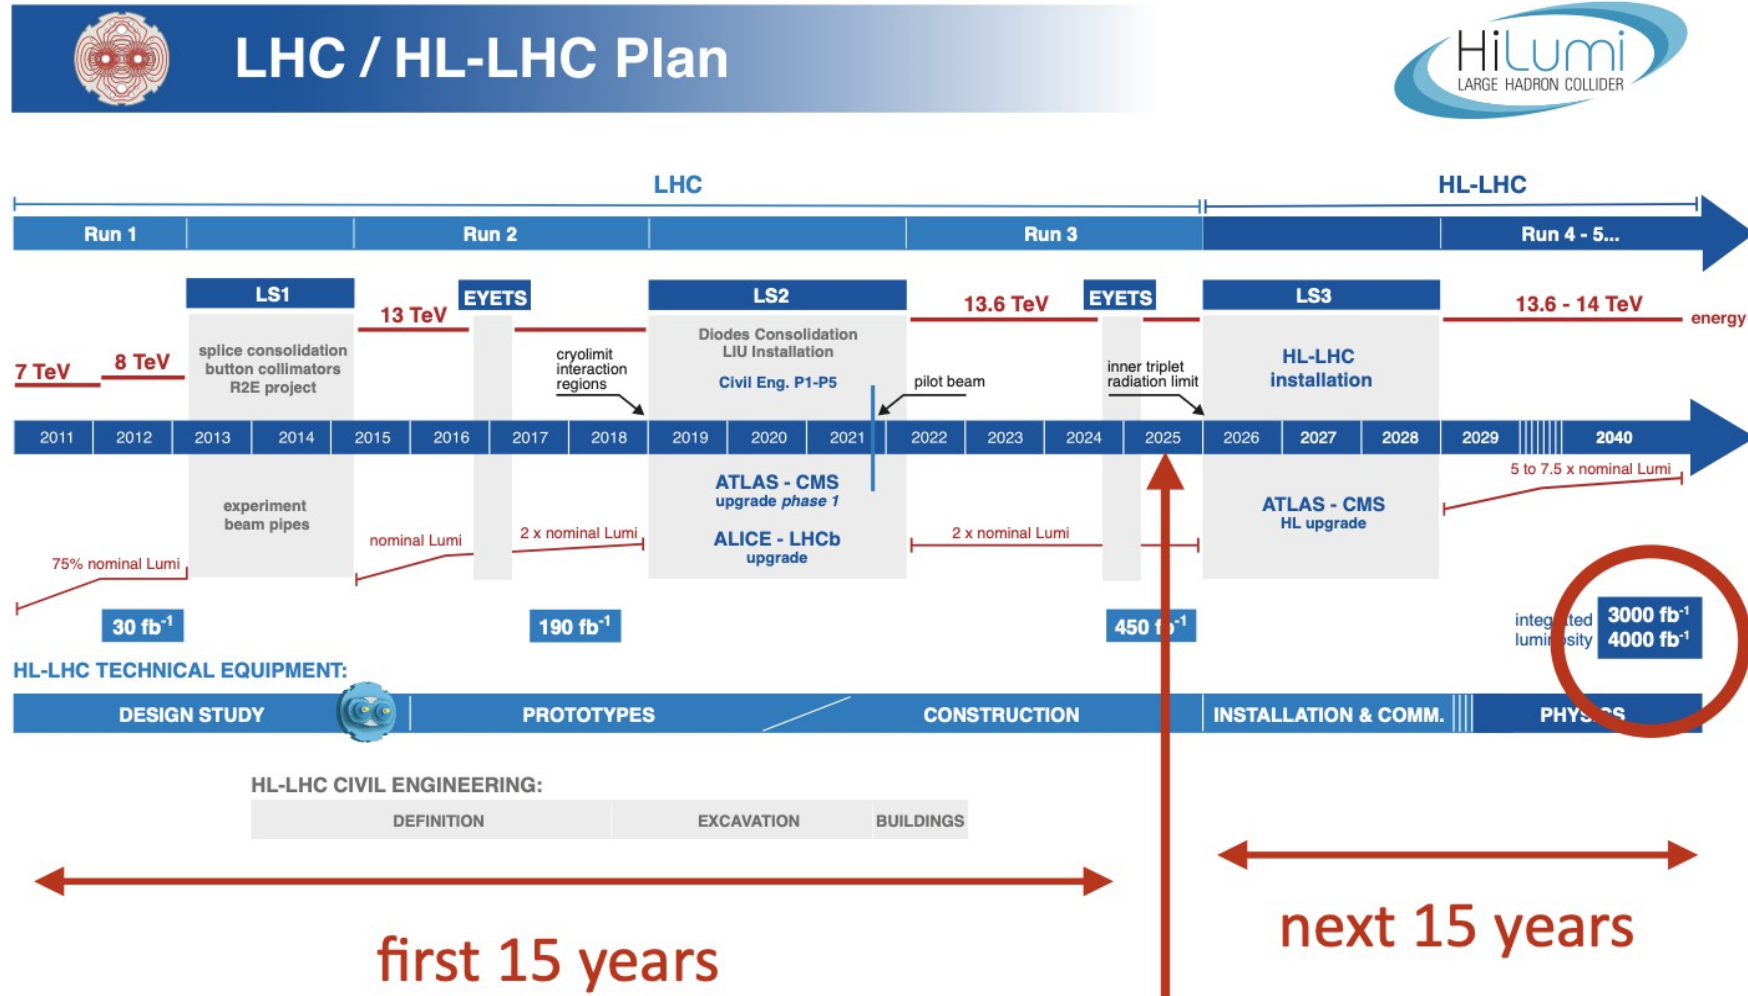 LHC / HL-LHC Plan
HiLumi
LARGE HADRON COLLIDER
LHC
HL-LHC
Run 1
Run 2
Run 3
Run 4 - 5...
LS1
EYETS
LS2
EYETS
LS3
7 TeV
8 TeV
13 TeV
13.6 TeV
13.6 - 14 TeV
energy
splice consolidation
button collimators
R2E project
cryolimit
interaction
regions
Diodes Consolidation
LIU Installation
Civil Eng. P1-P5
pilot beam
inner triplet
radiation limit
HL-LHC
installation
2011
2012
2013
2014
2015
2016
2017
2018
2019
2020
2021
2022
2023
2024
2025
2026
2027
2028
2029
2040
experiment
beam pipes
ATLAS - CMS
upgrade phase 1
ALICE - LHCb
upgrade
ATLAS - CMS
HL upgrade
75% nominal Lumi
nominal Lumi
2 x nominal Lumi
2 x nominal Lumi
5 to 7.5 x nominal Lumi
30 fb⁻¹
190 fb⁻¹
450 fb⁻¹
integrated
luminosity
3000 fb⁻¹
4000 fb⁻¹
HL-LHC TECHNICAL EQUIPMENT:
DESIGN STUDY
PROTOTYPES
CONSTRUCTION
INSTALLATION & COMM.
PHYSICS
HL-LHC CIVIL ENGINEERING:
DEFINITION
EXCAVATION
BUILDINGS
first 15 years
next 15 years